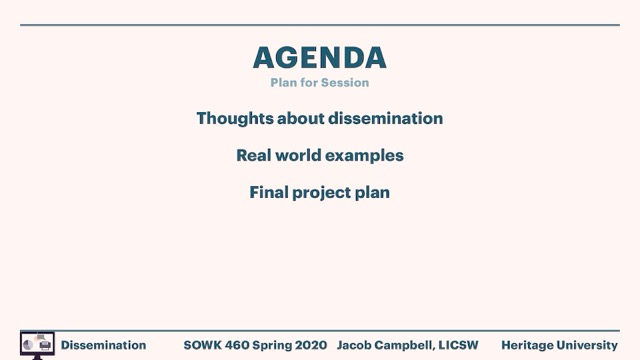 AGENDA
Plan for Session
Thoughts about dissemination
Real world examples
Final project plan
Dissemination SOWK 460 Spring 2020 Jacob Campbell, LICSW Heritage University